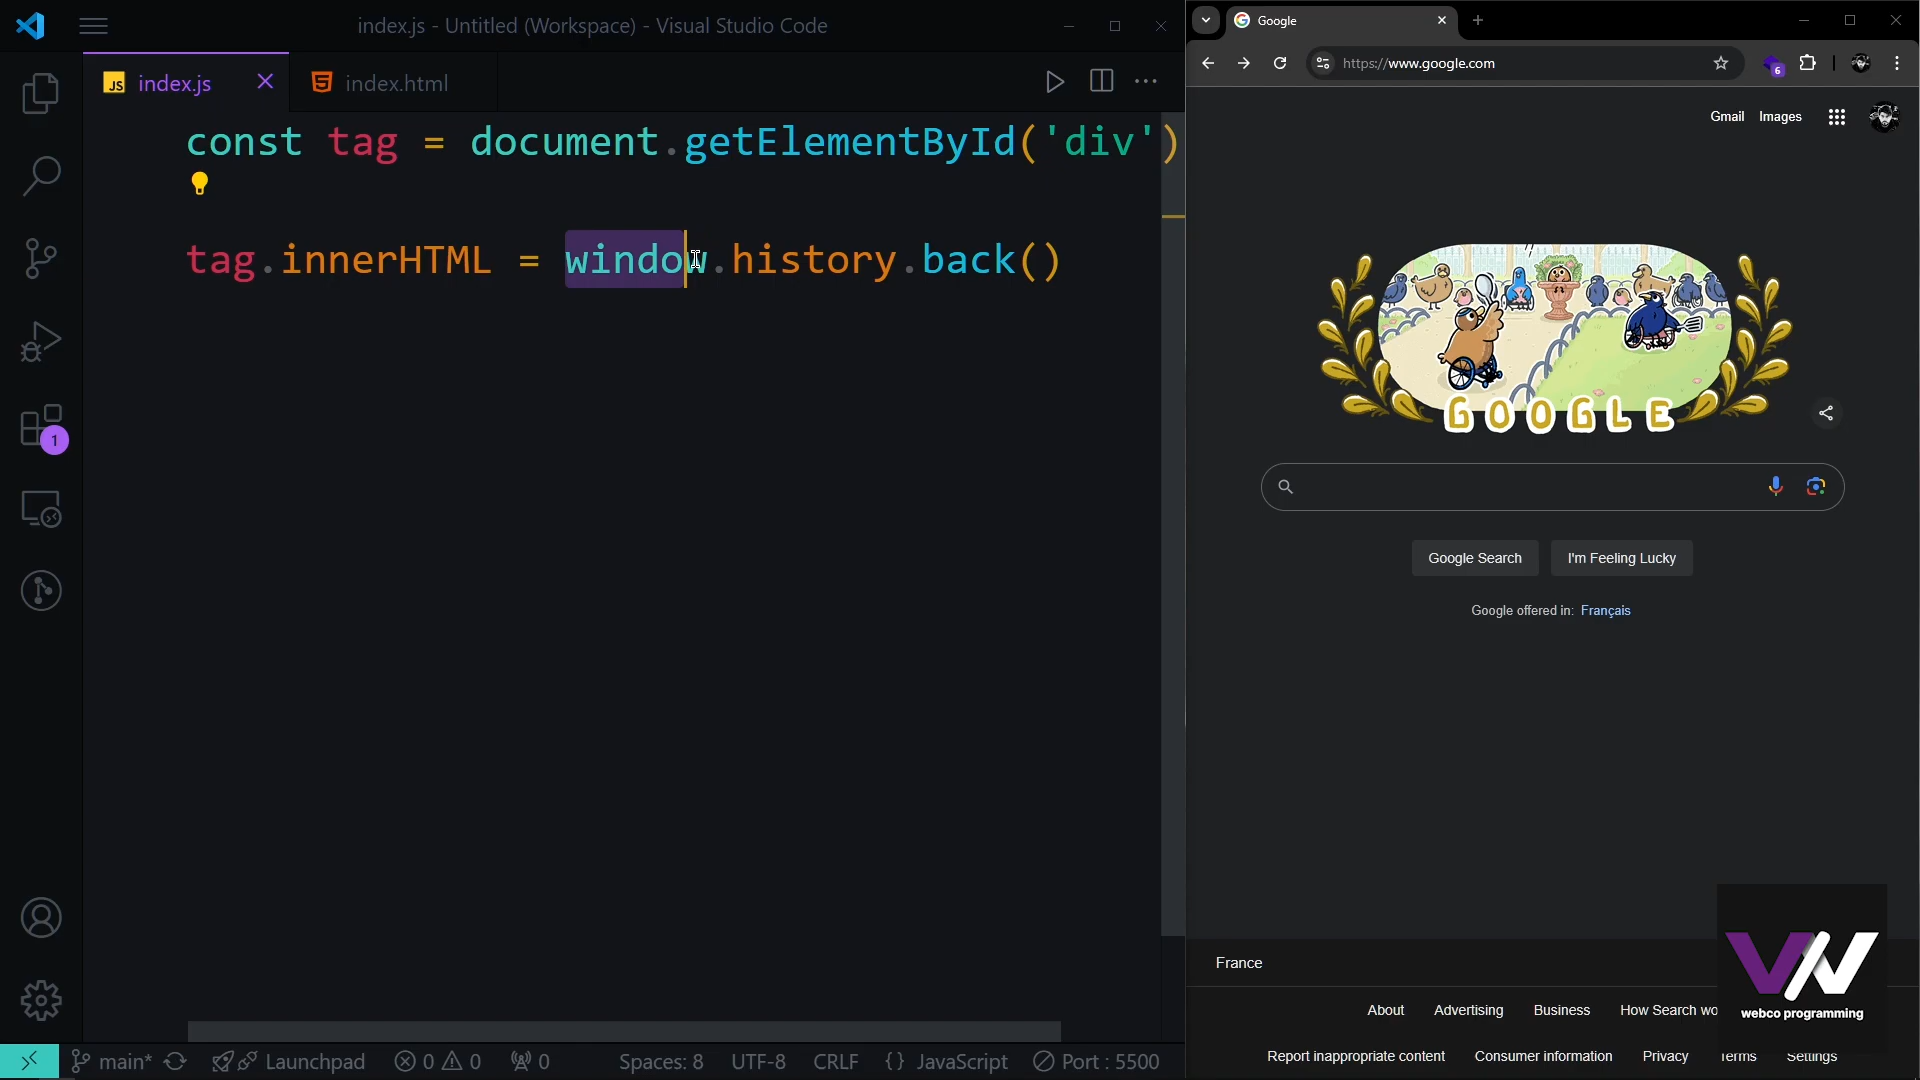 index.js - Untitled (Workspace) - Visual Studio Code
JS index.js
index.html
const tag = document.getElementById('div')
tag.innerHTML = window.history.back()
1
main*
Launchpad
0
0
0
Spaces: 8
UTF-8
CRLF
{} JavaScript
Port : 5500
Google
https://www.google.com
6
Gmail
Images
GOOGLE
Google Search
I'm Feeling Lucky
Google offered in: Français
France
About
Advertising
Business
How Search wo
webco programming
Report inappropriate content
Consumer information
Privacy
Terms
Settings